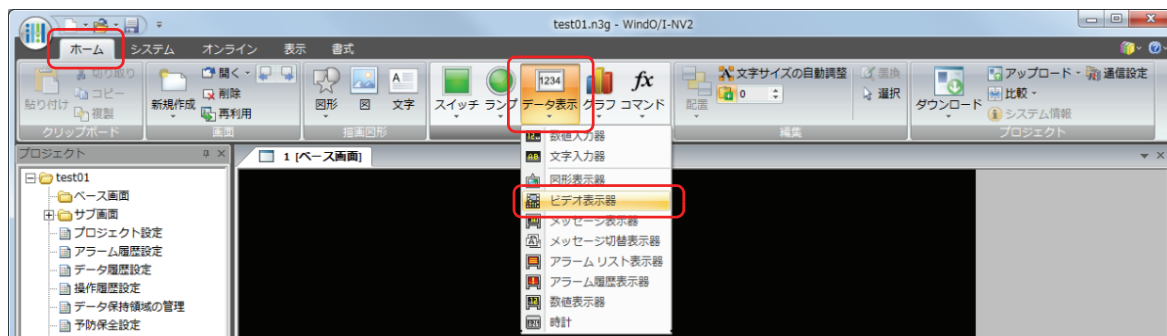 test01.n3g - WindO/I-NV2
ホーム システム オンライン 表示 書式
切り取り
コピー
貼り付け
複製
クリップボード
新規作成
開く
削除
再利用
画面
図形 図 文字
描画図形
スイッチ ランプ データ表示 グラフ コマンド
1234
fx
A
配置
文字サイズの自動調整
0
置換
選択
編集
ダウンロード
アップロード
通信設定
比較
システム情報
プロジェクト
プロジェクト
1 [ベース画面]
test01
ベース画面
サブ画面
プロジェクト設定
アラーム履歴設定
データ履歴設定
操作履歴設定
データ保持領域の管理
予防保全設定
数値入力器
文字入力器
図形表示器
ビデオ表示器
メッセージ表示器
メッセージ切替表示器
アラーム リスト表示器
アラーム履歴表示器
数値表示器
時計